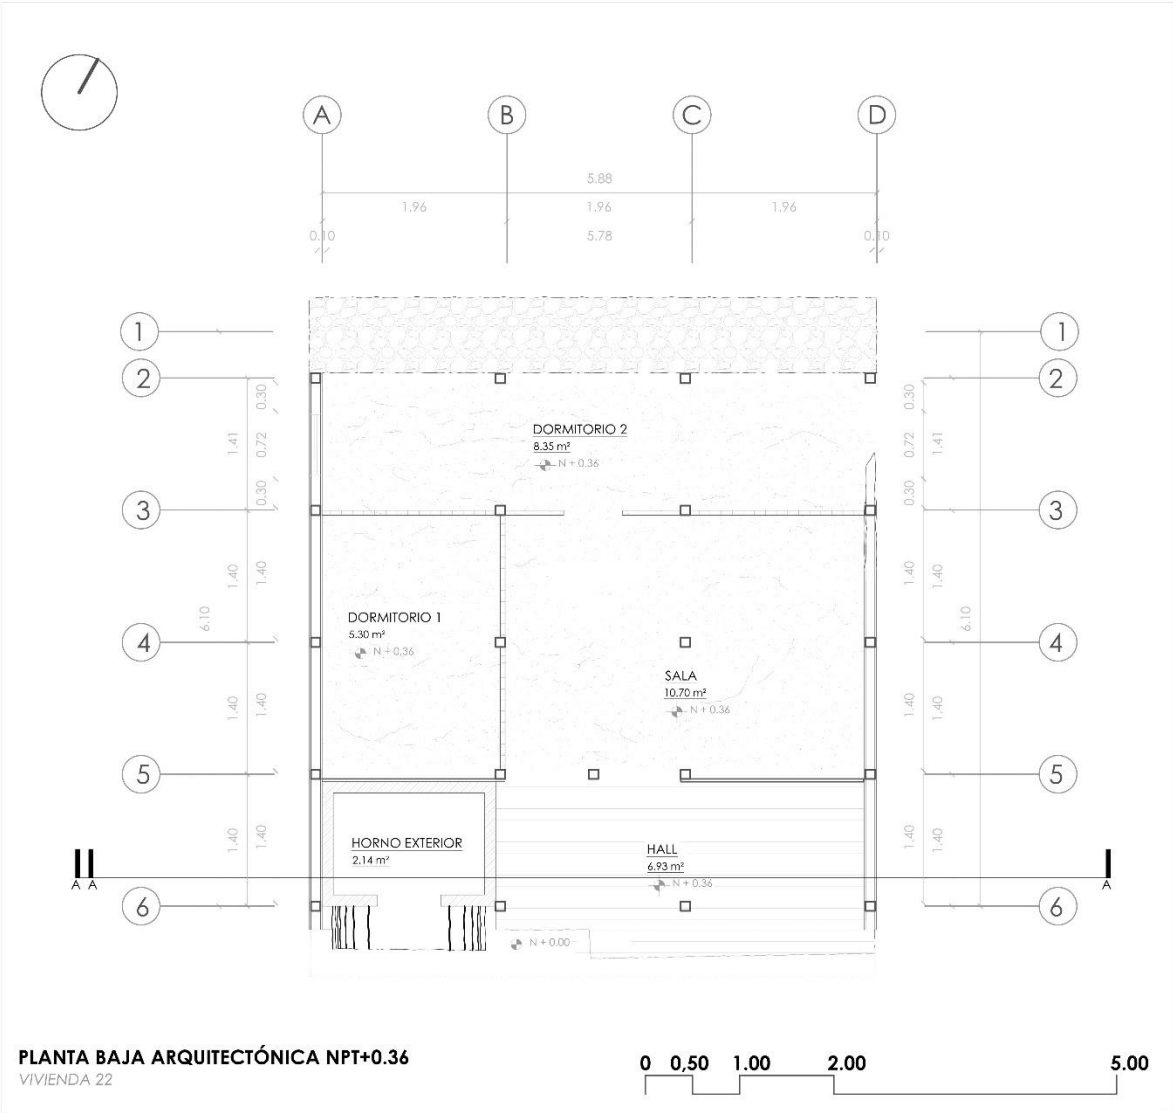 A B C D
5.88
1.96 1.96 1.96
0.10 5.78 0.10
1 1
2 2
0.30 0.30
1.41 0.72 0.72 1.41
0.30 0.30
3 3
DORMITORIO 2
8.35 m²
N + 0.36
1.40 1.40 1.40 1.40
6.10 6.10
DORMITORIO 1
5.30 m²
N + 0.36
4 4
SALA
10.70 m²
N + 0.36
1.40 1.40 1.40 1.40
5 5
1.40 1.40 1.40 1.40
HORNO EXTERIOR
2.14 m²
HALL
6.93 m²
N + 0.36
A A A
6 6
N + 0.00
PLANTA BAJA ARQUITECTÓNICA NPT+0.36
VIVIENDA 22
0 0,50 1.00 2.00 5.00